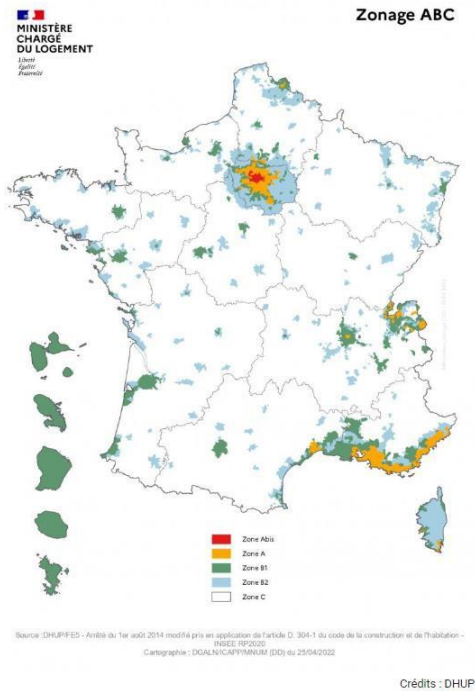 Zonage ABC
MINISTÈRE
CHARGÉ
DU LOGEMENT
Liberté
Égalité
Fraternité
Zone Abis
Zone A
Zone B1
Zone B2
Zone C
Source : DHUP/FE5 - Arrêté du 1er août 2014 modifié pris en application de l'article D. 304-1 du code de la construction et de l'habitation -
INSEE RP2020
Cartographie : DGALN/CAPP/MNUM (DD) du 25/04/2022
Crédits : DHUP